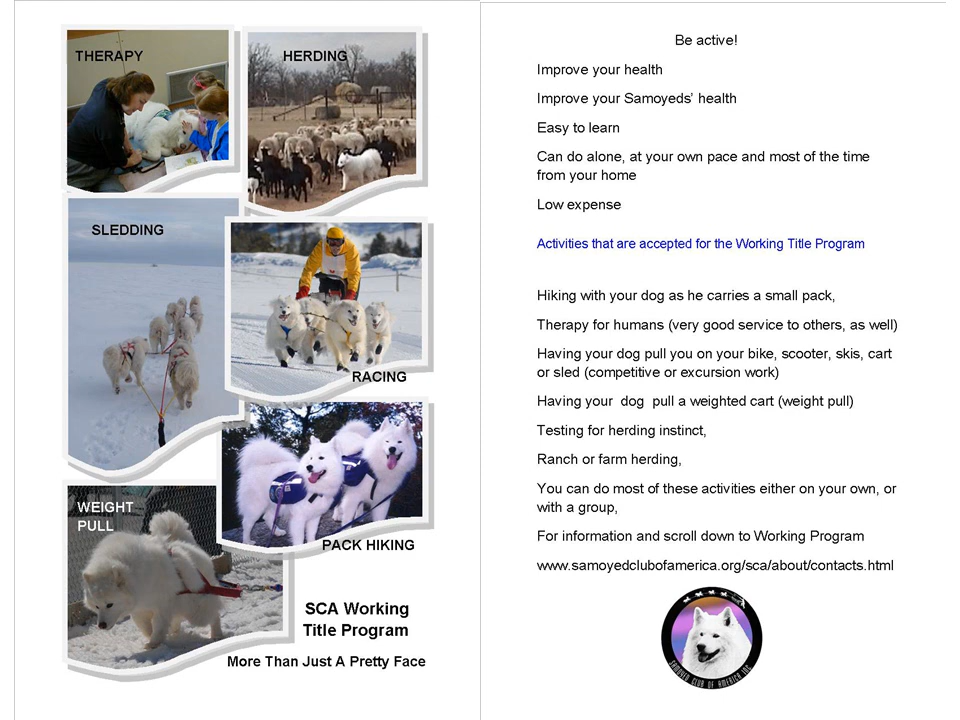 THERAPY
HERDING
SLEDDING
RACING
PACK HIKING
WEIGHT
PULL
SCA Working
Title Program
More Than Just A Pretty Face
Be active!
Improve your health
Improve your Samoyeds’ health
Easy to learn
Can do alone, at your own pace and most of the time
from your home
Low expense
Activities that are accepted for the Working Title Program
Hiking with your dog as he carries a small pack,
Therapy for humans (very good service to others, as well)
Having your dog pull you on your bike, scooter, skis, cart
or sled (competitive or excursion work)
Having your  dog  pull a weighted cart (weight pull)
Testing for herding instinct,
Ranch or farm herding,
You can do most of these activities either on your own, or
with a group,
For information and scroll down to Working Program
www.samoyedclubofamerica.org/sca/about/contacts.html
SAMOYED CLUB OF AMERICA INC